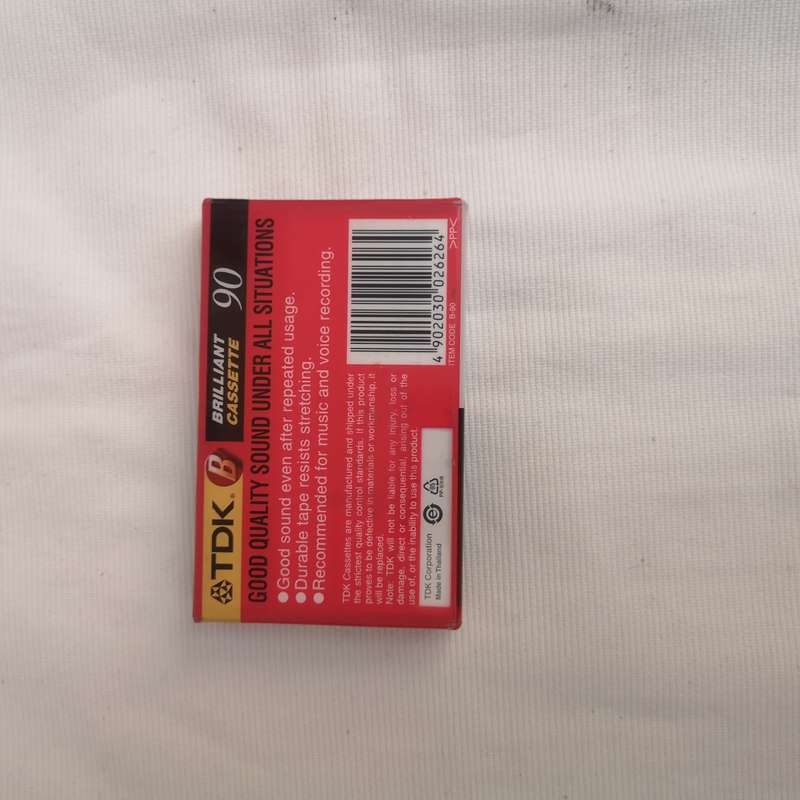 TDK® B BRILLIANT CASSETTE 90
GOOD QUALITY SOUND UNDER ALL SITUATIONS
●Good sound even after repeated usage.
●Durable tape resists stretching.
●Recommended for music and voice recording.
TDK Cassettes are manufactured and shipped under
the strictest quality control standards. If this product
proves to be defective in materials or workmanship, it
will be replaced.
Note: TDK will not be liable for any injury, loss or
damage, direct or consequential, arising out of the
use of, or the inability to use this product.
TDK Corporation
Made in Thailand
4 902030 026264
ITEM CODE B-90
>PP<